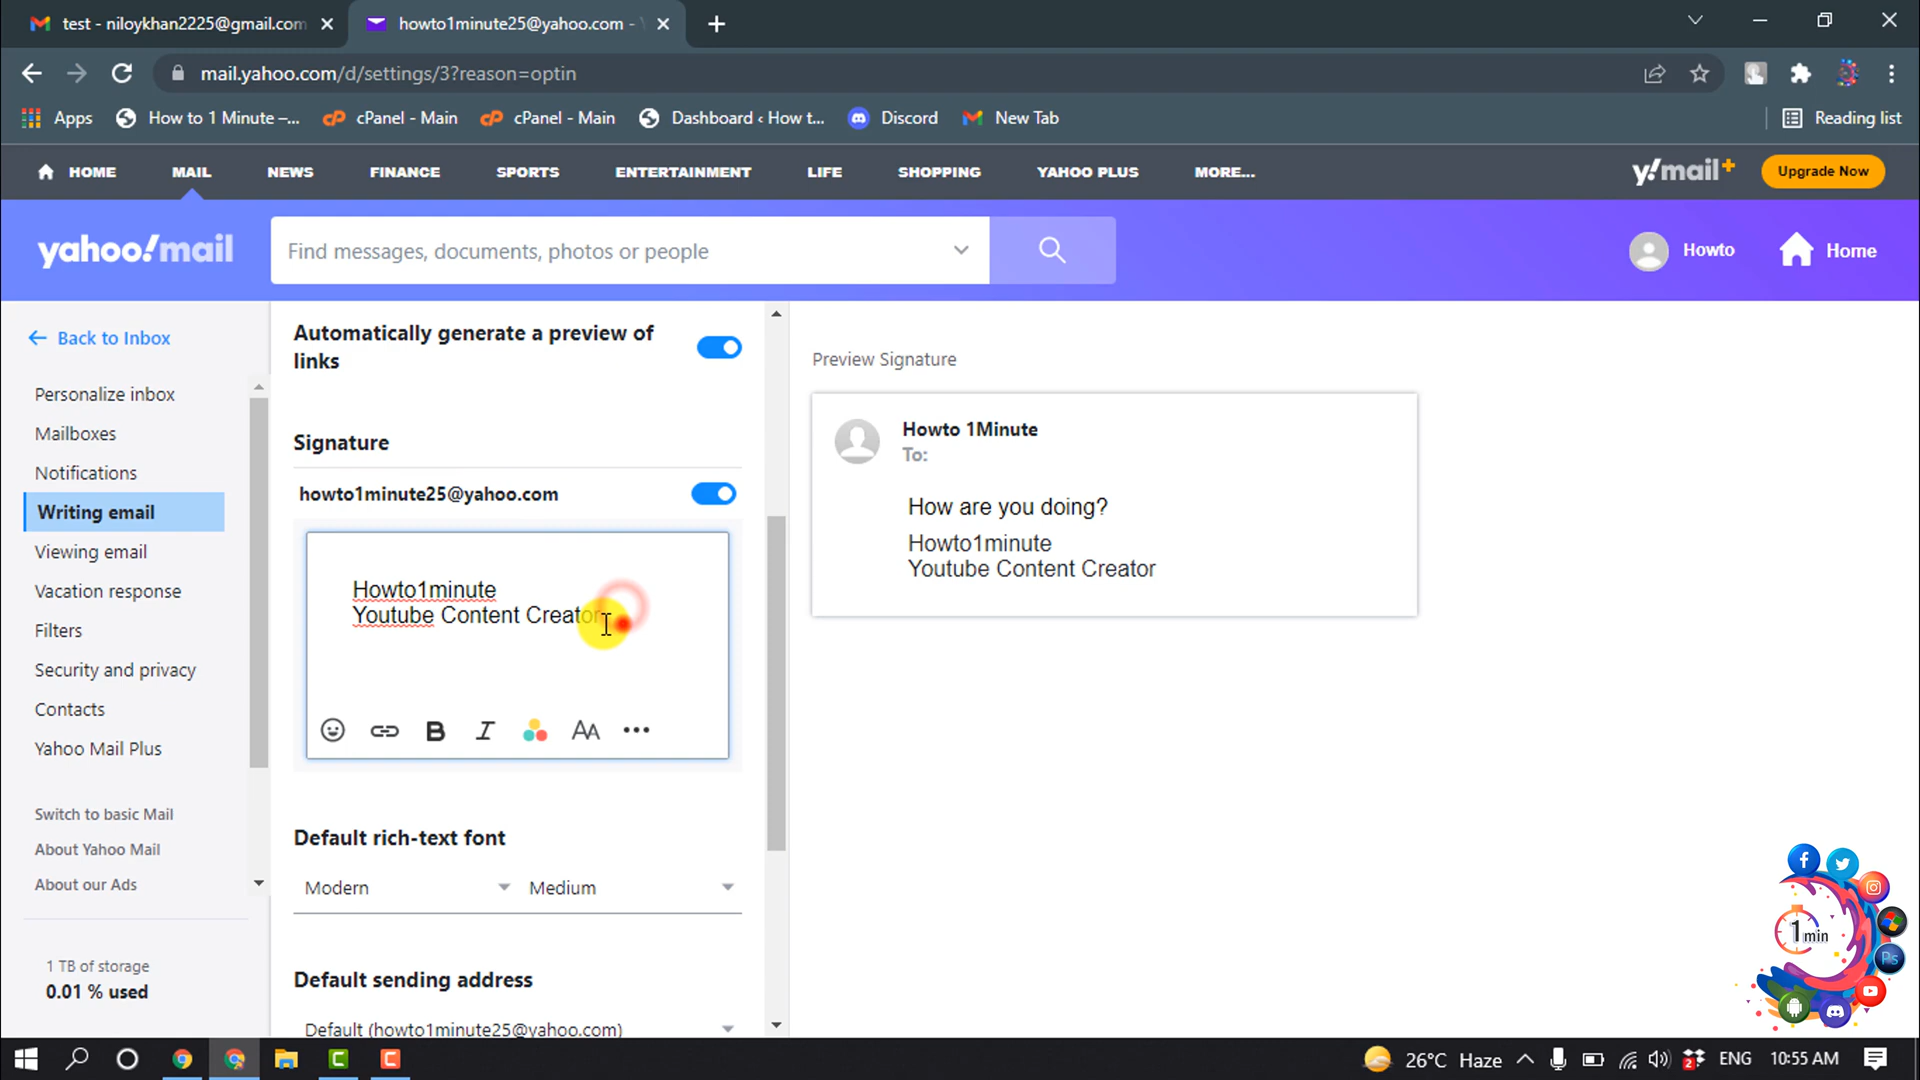 test - niloykhan2225@gmail.com
howto1minute25@yahoo.com -
mail.yahoo.com/d/settings/3?reason=optin
Apps
How to 1 Minute –...
cPanel - Main
cPanel - Main
Dashboard ‹ How t...
Discord
New Tab
Reading list
HOME
MAIL
NEWS
FINANCE
SPORTS
ENTERTAINMENT
LIFE
SHOPPING
YAHOO PLUS
MORE...
y!mail+
Upgrade Now
yahoo!mail
Find messages, documents, photos or people
Howto
Home
Back to Inbox
Personalize inbox
Mailboxes
Notifications
Writing email
Viewing email
Vacation response
Filters
Security and privacy
Contacts
Yahoo Mail Plus
Switch to basic Mail
About Yahoo Mail
About our Ads
1 TB of storage
0.01 % used
Automatically generate a preview of
links
Signature
howto1minute25@yahoo.com
Howto1minute
Youtube Content Creator
B I AA
Default rich-text font
Modern
Medium
Default sending address
Default (howto1minute25@yahoo.com)
Preview Signature
Howto 1Minute
To:
How are you doing?
Howto1minute
Youtube Content Creator
1 min
Ps
26°C Haze
2
ENG
10:55 AM